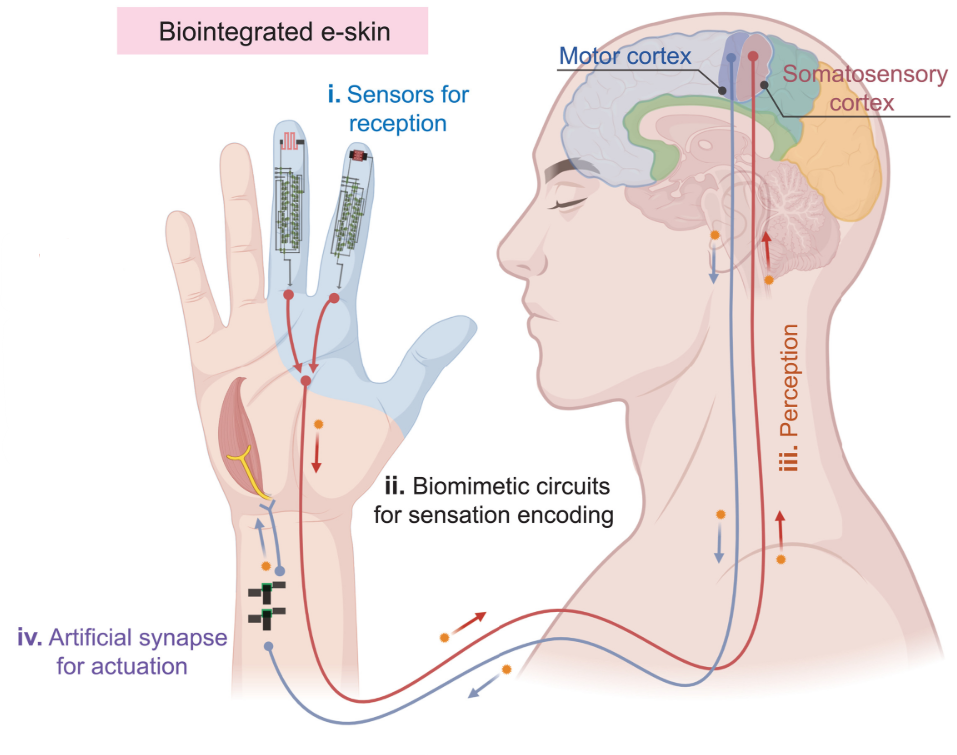 Biointegrated e-skin
i. Sensors for
reception
Motor cortex
Somatosensory
cortex
iii. Perception
ii. Biomimetic circuits
for sensation encoding
iv. Artificial synapse
for actuation